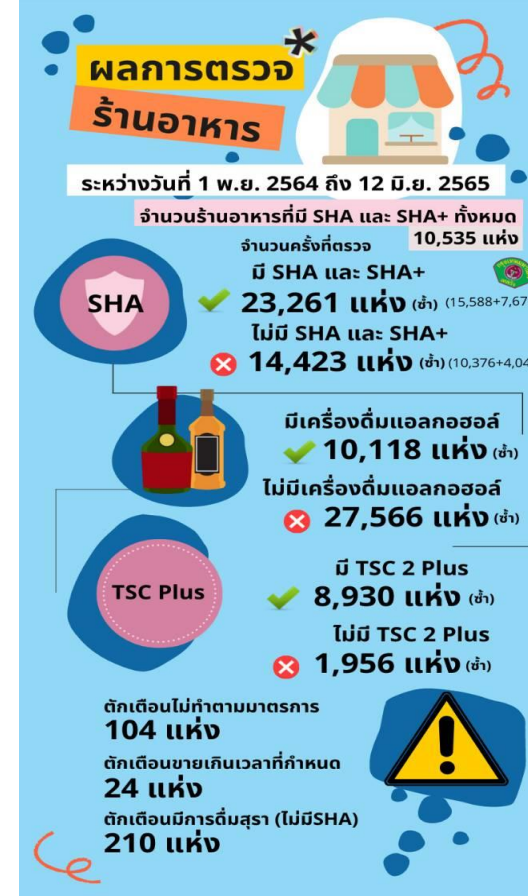 ผลการตรวจ
ร้านอาหาร
ระหว่างวันที่ 1 พ.ย. 2564 ถึง 12 มิ.ย. 2565
จำนวนร้านอาหารที่มี SHA และ SHA+ ทั้งหมด
10,535 แห่ง
จำนวนครั้งที่ตรวจ
SHA
มี SHA และ SHA+
23,261 แห่ง (ซ้ำ) (15,588+7,67
ไม่มี SHA และ SHA+
14,423 แห่ง (ซ้ำ) (10,376+4,04
มีเครื่องดื่มแอลกอฮอล์
10,118 แห่ง (ซ้ำ)
ไม่มีเครื่องดื่มแอลกอฮอล์
27,566 แห่ง (ซ้ำ)
TSC Plus
มี TSC 2 Plus
8,930 แห่ง (ซ้ำ)
ไม่มี TSC 2 Plus
1,956 แห่ง (ซ้ำ)
ตักเตือนไม่ทำตามมาตรการ
104 แห่ง
ตักเตือนขายเกินเวลาที่กำหนด
24 แห่ง
ตักเตือนมีการดื่มสุรา (ไม่มีSHA)
210 แห่ง